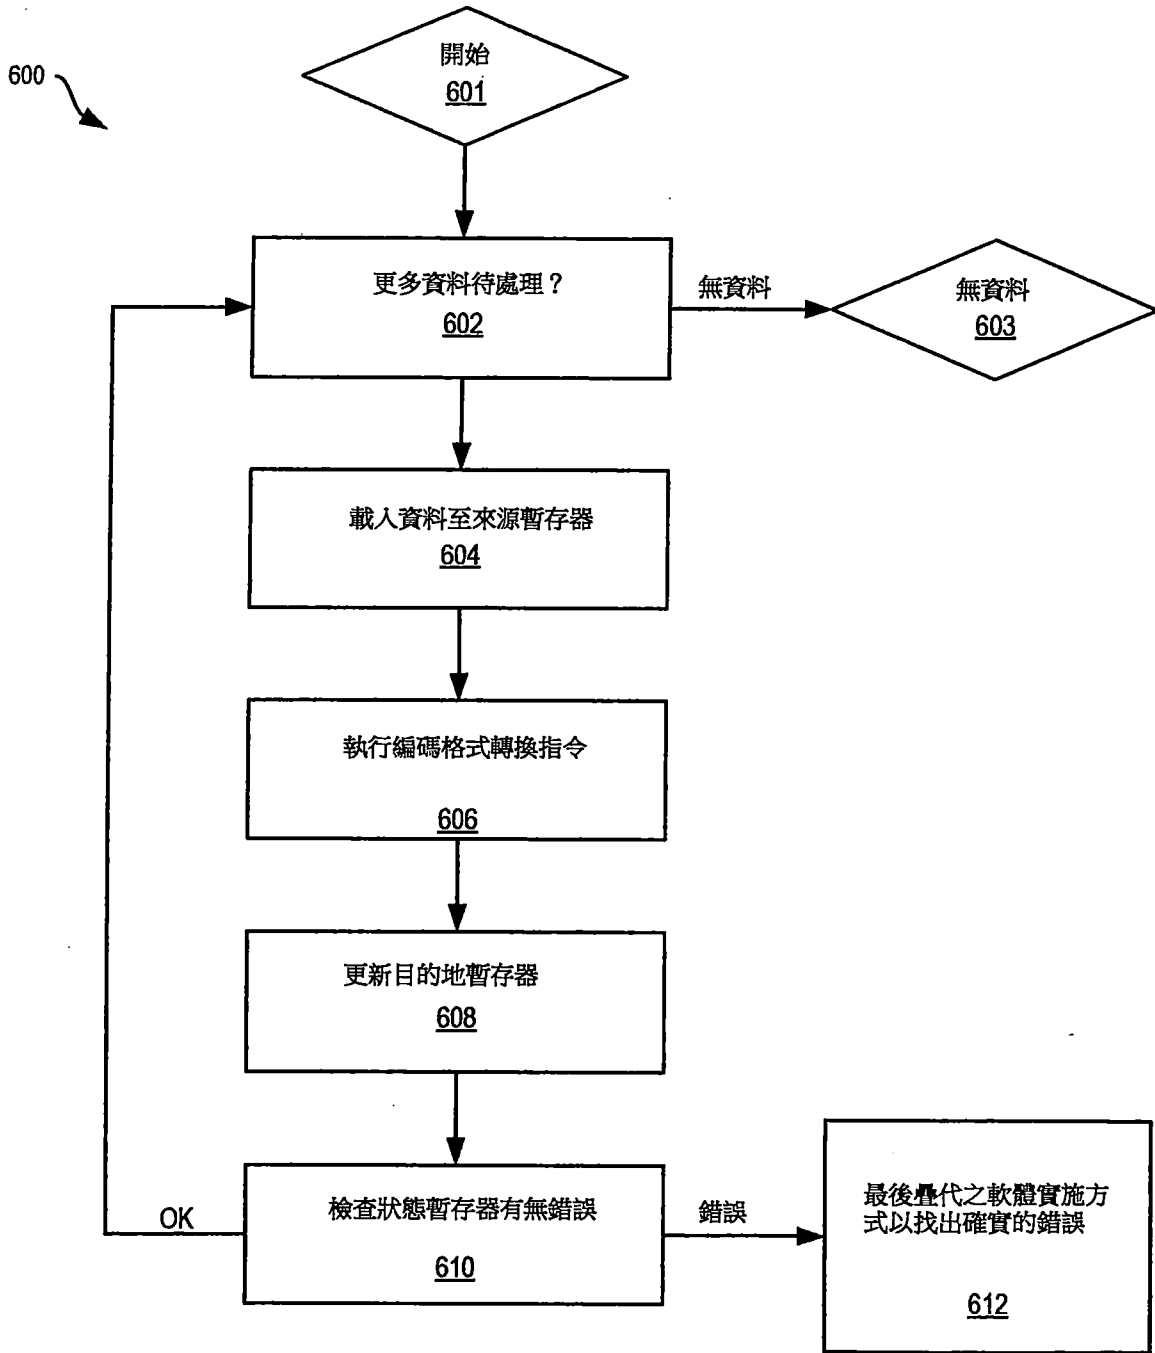 600
開始
601
更多資料待處理？
602
無資料
無資料
603
載入資料至來源暫存器
604
執行編碼格式轉換指令
606
更新目的地暫存器
608
檢查狀態暫存器有無錯誤
610
OK
錯誤
最後疊代之軟體實施方
式以找出確實的錯誤
612